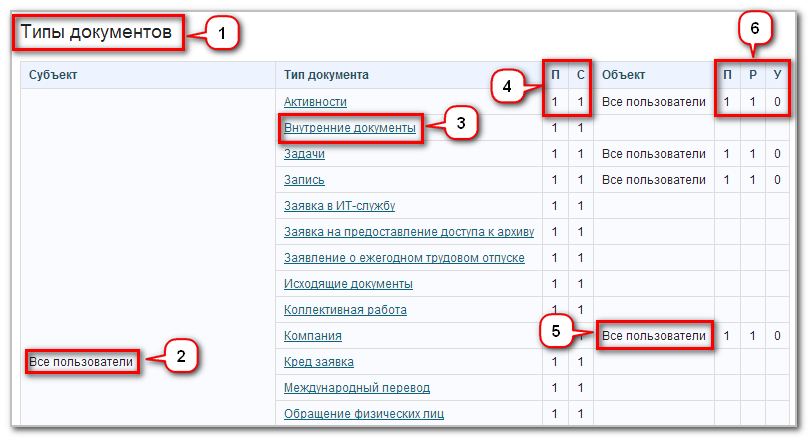 Типы документов 1 6
Субъект Тип документа П С 4 Объект П Р У
Активности 1 1 Все пользователи 1 1 0
Внутренние документы 3 1 1
Задачи 1 1 Все пользователи 1 1 0
Запись 1 1 Все пользователи 1 1 0
Заявка в ИТ-службу 1 1
Заявка на предоставление доступа к архиву 1 1
Заявление о ежегодном трудовом отпуске 1 1
Исходящие документы 1 1
Коллективная работа 1 1
Компания 1 5 Все пользователи 1 1 0
Все пользователи 2 Кред заявка 1 1
Международный перевод 1 1
Обращение физических лиц 1 1